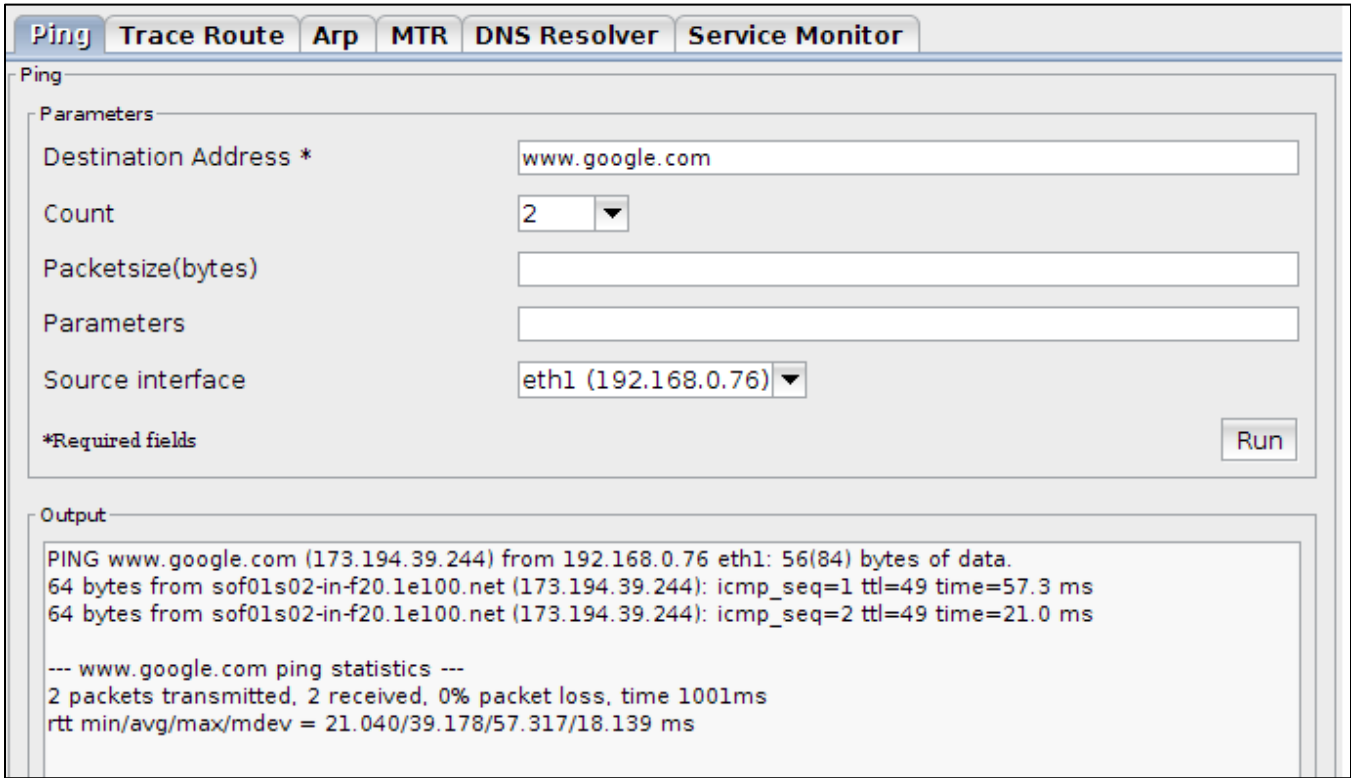 Ping Trace Route Arp MTR DNS Resolver Service Monitor
Ping
Parameters
Destination Address * www.google.com
Count 2
Packetsize(bytes)
Parameters
Source interface eth1 (192.168.0.76)
*Required fields Run
Output
PING www.google.com (173.194.39.244) from 192.168.0.76 eth1: 56(84) bytes of data.
64 bytes from sof01s02-in-f20.1e100.net (173.194.39.244): icmp_seq=1 ttl=49 time=57.3 ms
64 bytes from sof01s02-in-f20.1e100.net (173.194.39.244): icmp_seq=2 ttl=49 time=21.0 ms
--- www.google.com ping statistics ---
2 packets transmitted, 2 received, 0% packet loss, time 1001ms
rtt min/avg/max/mdev = 21.040/39.178/57.317/18.139 ms